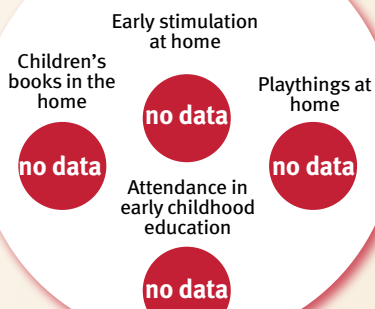 Early stimulation
at home
no data
Children's
books in the
home
no data
Playthings at
home
no data
Attendance in
early childhood
education
no data